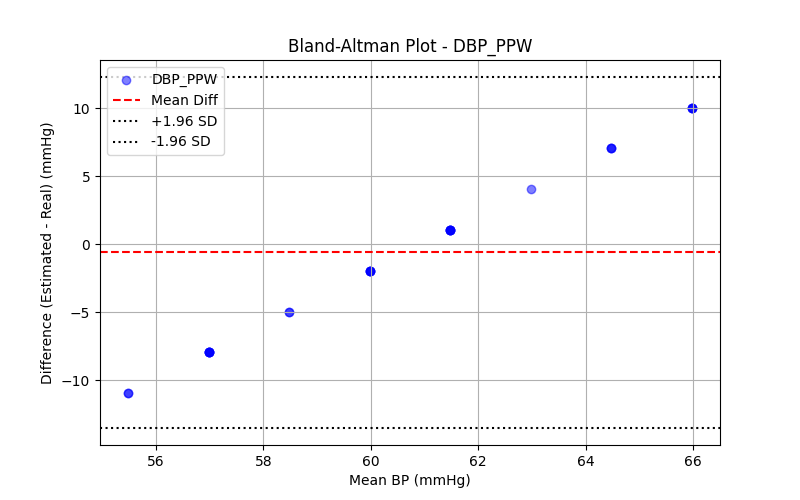 Bland-Altman Plot - DBP_PPW
DBP_PPW
Mean Diff
+1.96 SD
-1.96 SD
10
5
0
−5
−10
Difference (Estimated - Real) (mmHg)
56 58 60 62 64 66
Mean BP (mmHg)